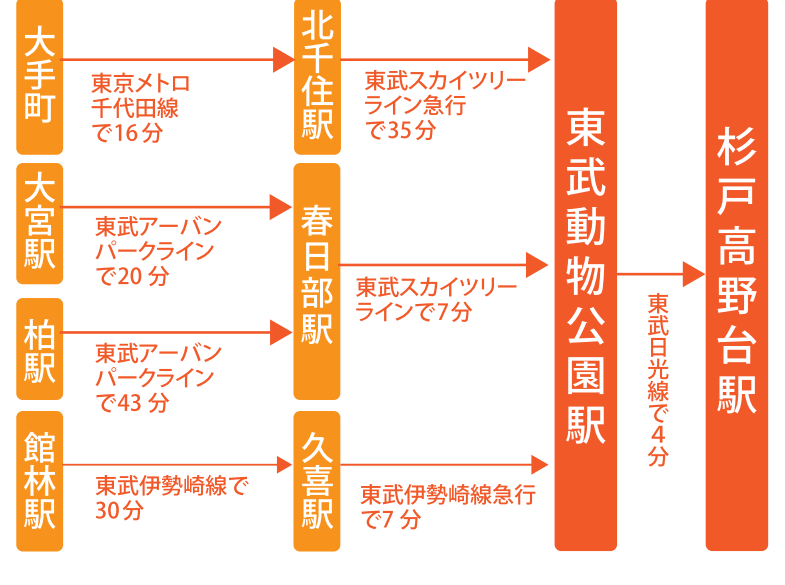 大手町
東京メトロ
千代田線
で16分
北千住駅
東武スカイツリー
ライン急行
で35分
大宮駅
東武アーバン
パークライン
で20 分
柏駅
東武アーバン
パークライン
で43 分
春日部駅
東武スカイツリー
ラインで7分
館林駅
東武伊勢崎線で
30分
久喜駅
東武伊勢崎線急行
で7 分
東武動物公園駅
東武日光線で4分
杉戸高野台駅